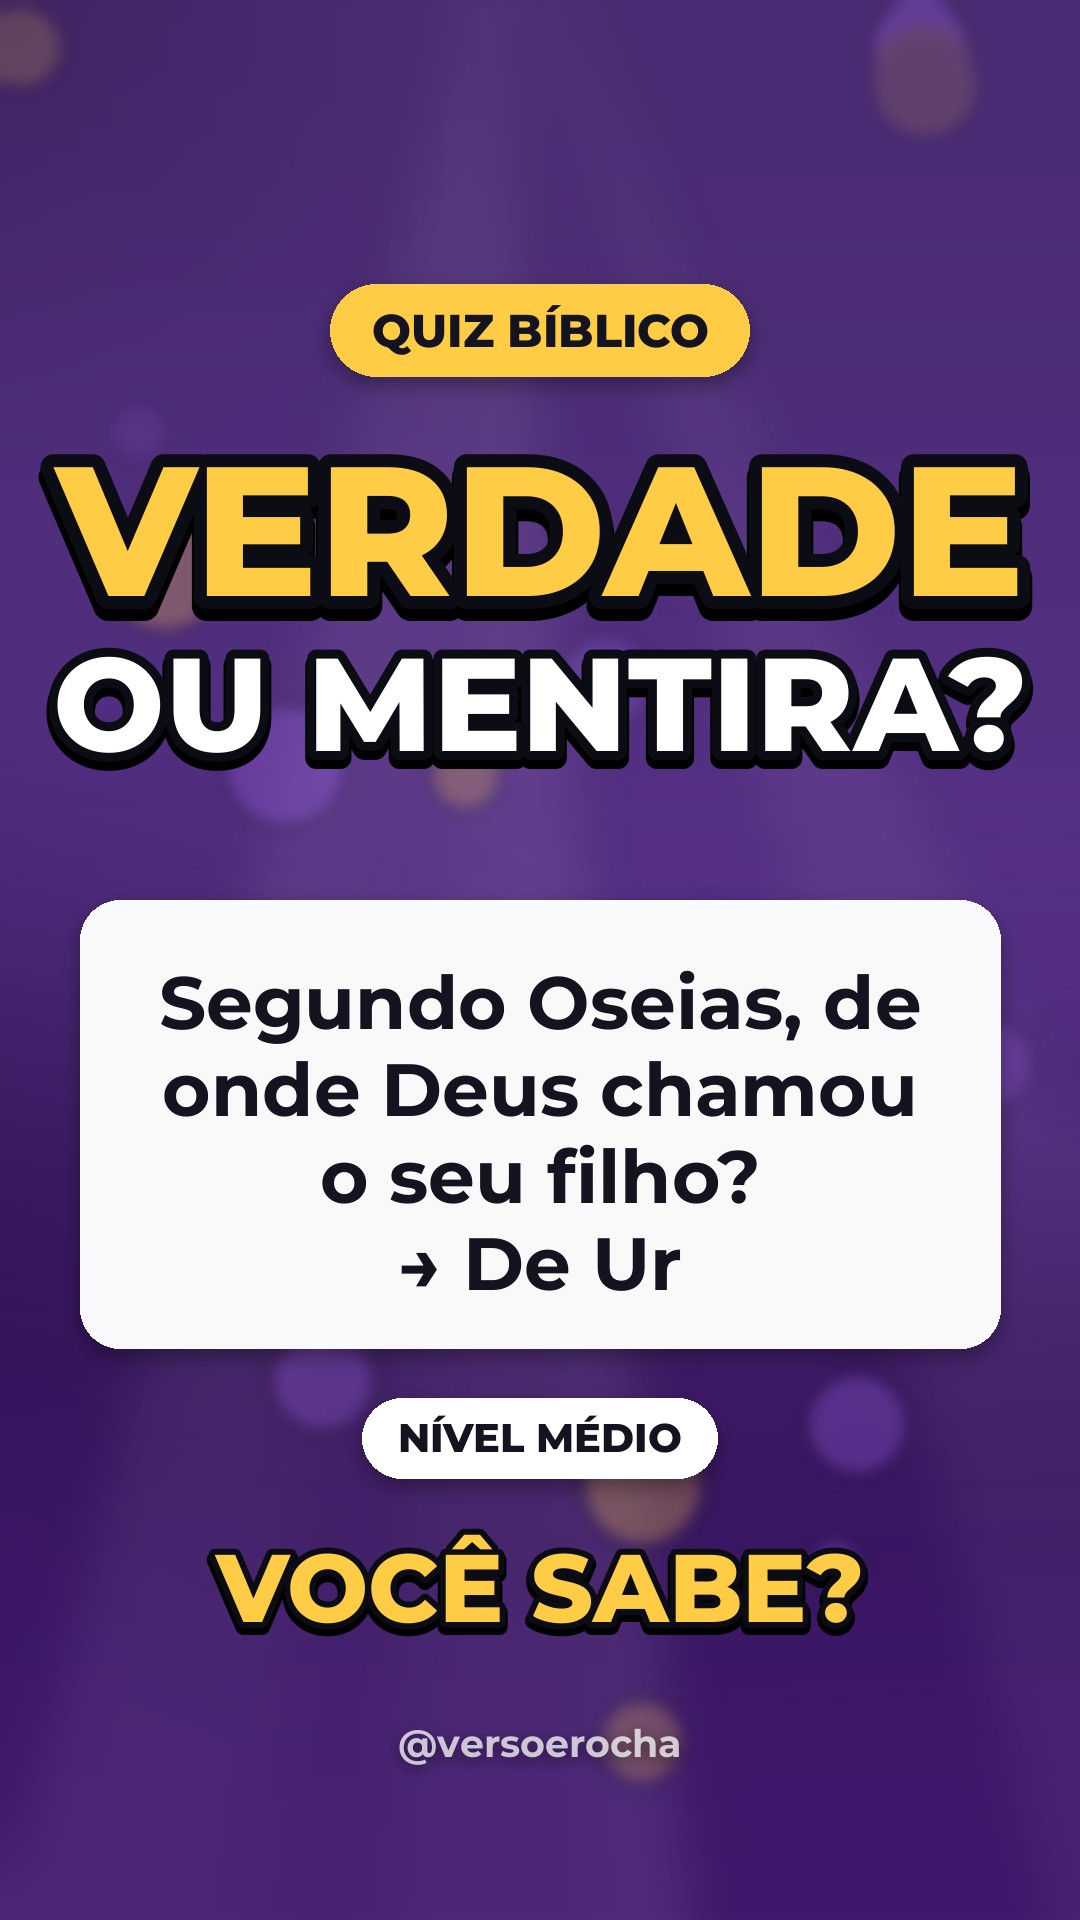 QUIZ BÍBLICO
VERDADE
OU MENTIRA?
Segundo Oseias, de
onde Deus chamou
o seu filho?
→ De Ur
NÍVEL MÉDIO
VOCÊ SABE?
@versoerocha